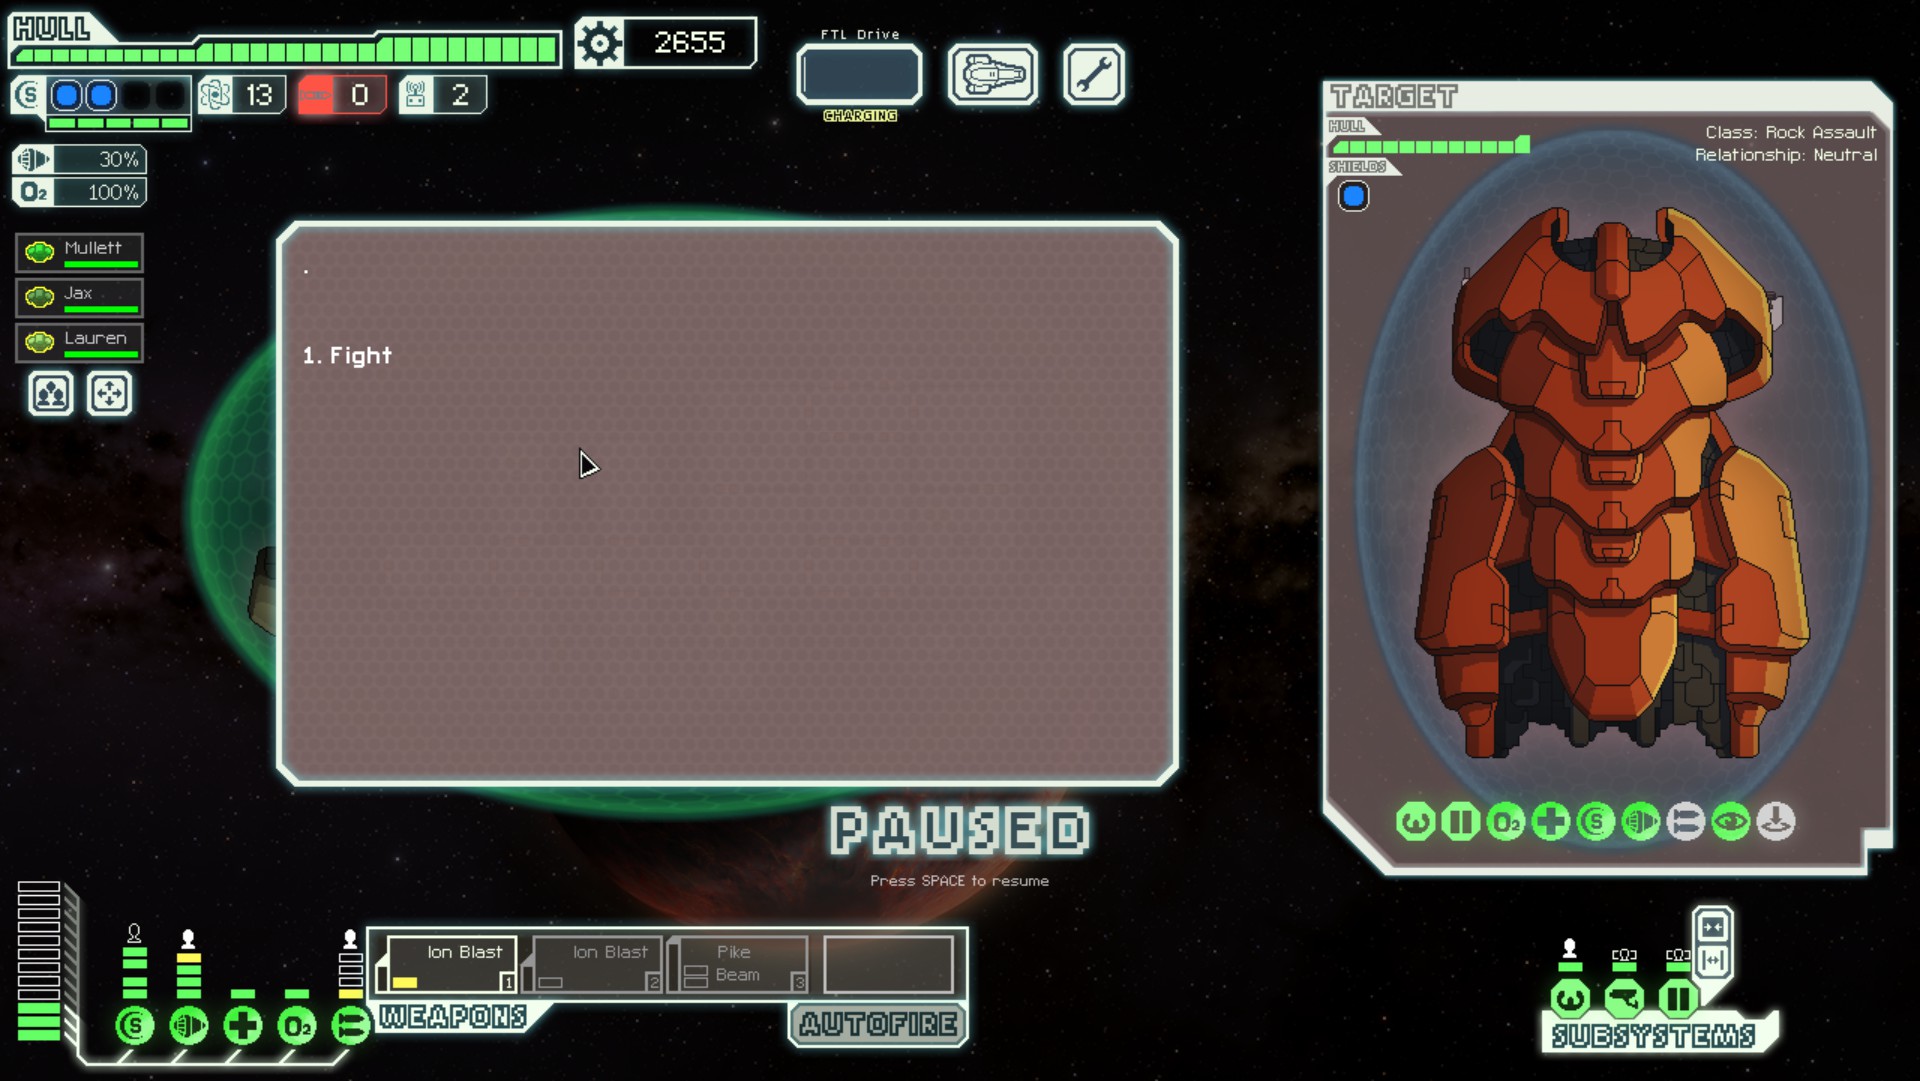 HULL
2655
FTL Drive
CHARGING
13
0
2
30%
O2 100%
Mullett
Jax
Lauren
.
1. Fight
TARGET
HULL
Class: Rock Assault
Relationship: Neutral
SHIELDS
S
O2
S
PAUSED
Press SPACE to resume
Ion Blast
1
Ion Blast
2
Pike
Beam
3
S
O2
WEAPONS
AUTOFIRE
SUBSYSTEMS